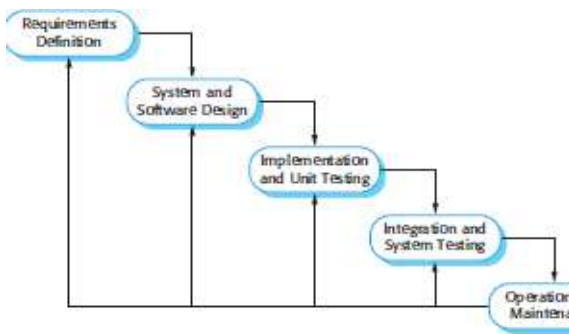 Requirements
Definition
System and
Software Design
Implementation
and Unit Testing
Integration and
System Testing
Operation